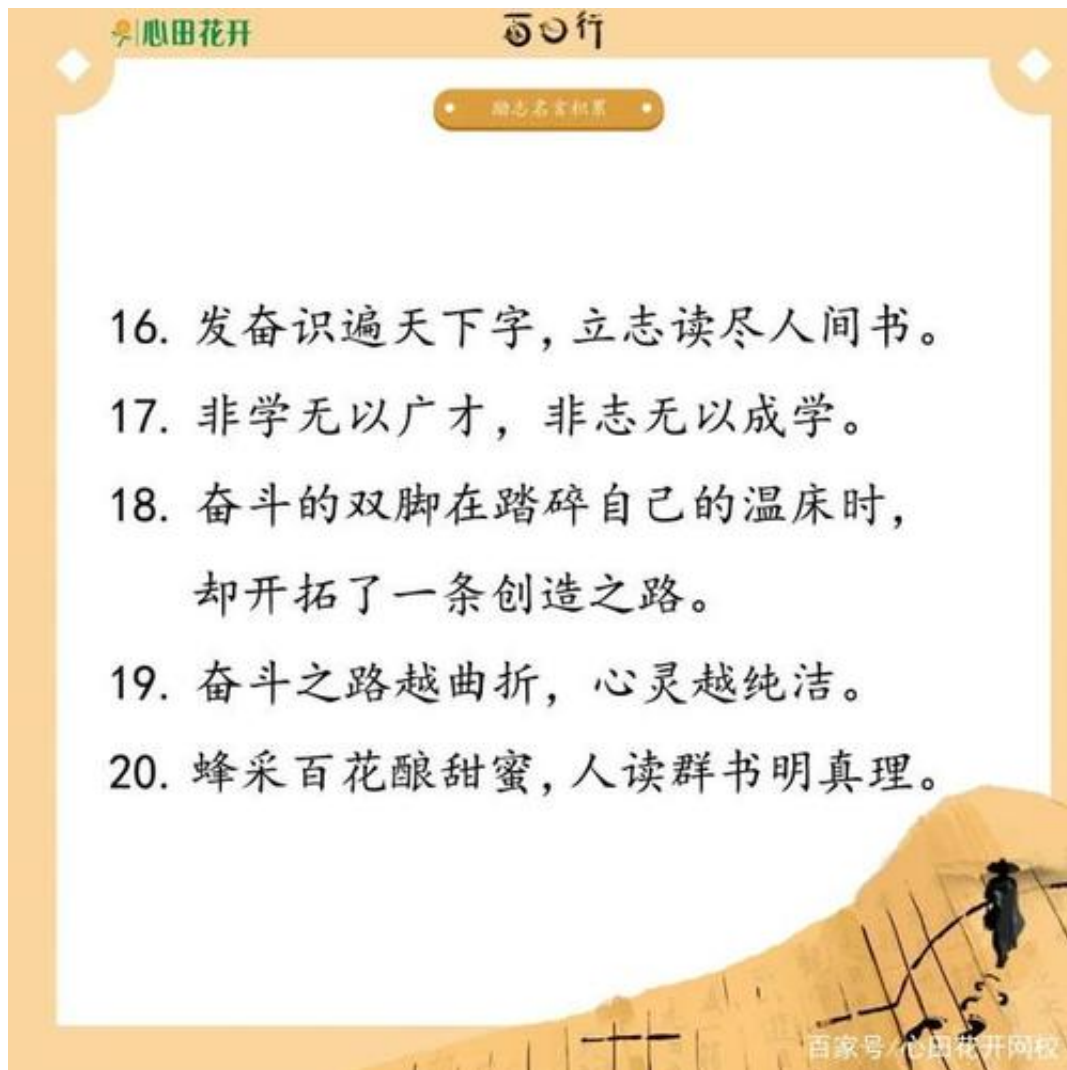 心田花开
百日行
励志名言积累
16. 发奋识遍天下字,立志读尽人间书。
17. 非学无以广才，非志无以成学。
18. 奋斗的双脚在踏碎自己的温床时，
却开拓了一条创造之路。
19. 奋斗之路越曲折，心灵越纯洁。
20. 蜂采百花酿甜蜜,人读群书明真理。
百家号/心田花开网校